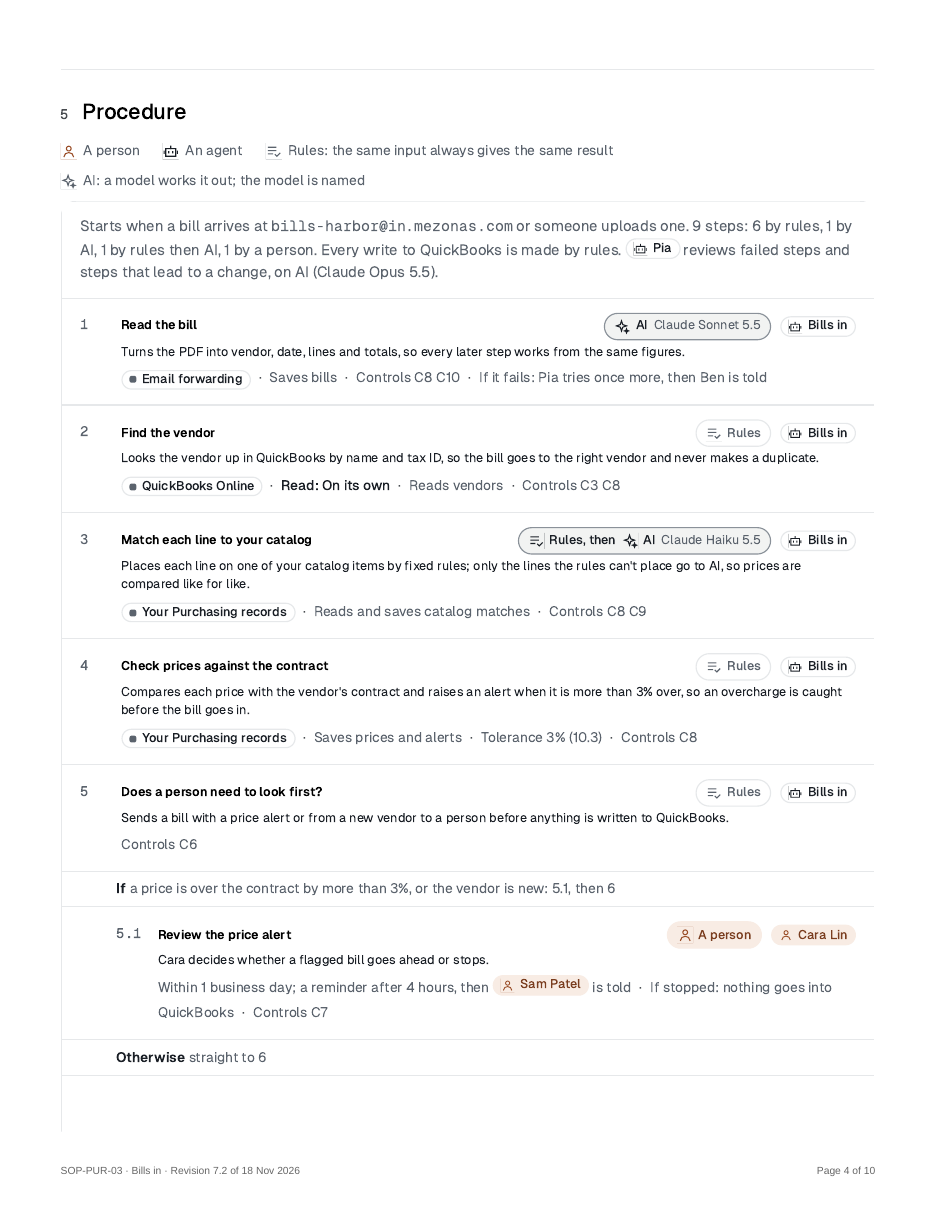 5 Procedure
A person An agent Rules: the same input always gives the same result
AI: a model works it out; the model is named
Starts when a bill arrives at bills-harbor@in.mezonas.com or someone uploads one. 9 steps: 6 by rules, 1 by
AI, 1 by rules then AI, 1 by a person. Every write to QuickBooks is made by rules. Pia reviews failed steps and
steps that lead to a change, on AI (Claude Opus 5.5).
1 Read the bill AI Claude Sonnet 5.5 Bills in
Turns the PDF into vendor, date, lines and totals, so every later step works from the same figures.
Email forwarding · Saves bills · Controls C8 C10 · If it fails: Pia tries once more, then Ben is told
2 Find the vendor Rules Bills in
Looks the vendor up in QuickBooks by name and tax ID, so the bill goes to the right vendor and never makes a duplicate.
QuickBooks Online · Read: On its own · Reads vendors · Controls C3 C8
3 Match each line to your catalog Rules, then AI Claude Haiku 5.5 Bills in
Places each line on one of your catalog items by fixed rules; only the lines the rules can't place go to AI, so prices are
compared like for like.
Your Purchasing records · Reads and saves catalog matches · Controls C8 C9
4 Check prices against the contract Rules Bills in
Compares each price with the vendor's contract and raises an alert when it is more than 3% over, so an overcharge is caught
before the bill goes in.
Your Purchasing records · Saves prices and alerts · Tolerance 3% (10.3) · Controls C8
5 Does a person need to look first? Rules Bills in
Sends a bill with a price alert or from a new vendor to a person before anything is written to QuickBooks.
Controls C6
If a price is over the contract by more than 3%, or the vendor is new: 5.1, then 6
5.1 Review the price alert A person Cara Lin
Cara decides whether a flagged bill goes ahead or stops.
Within 1 business day; a reminder after 4 hours, then Sam Patel is told · If stopped: nothing goes into
QuickBooks · Controls C7
Otherwise straight to 6
SOP-PUR-03 · Bills in · Revision 7.2 of 18 Nov 2026 Page 4 of 10